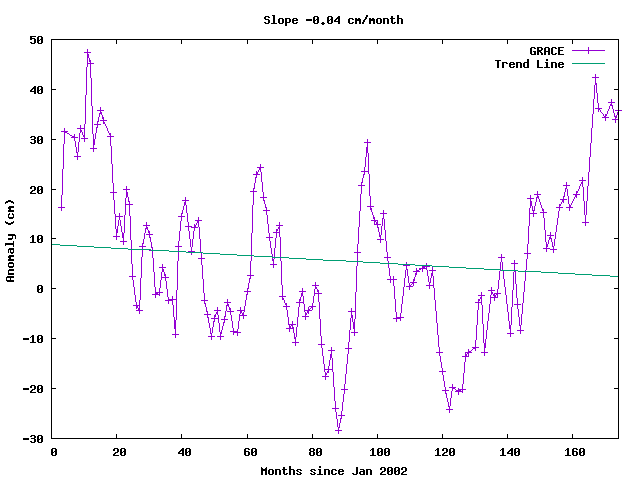 Slope -0.04 cm/month
GRACE
Trend Line
50
40
30
20
10
0
-10
-20
-30
Anomaly (cm)
0 20 40 60 80 100 120 140 160
Months since Jan 2002